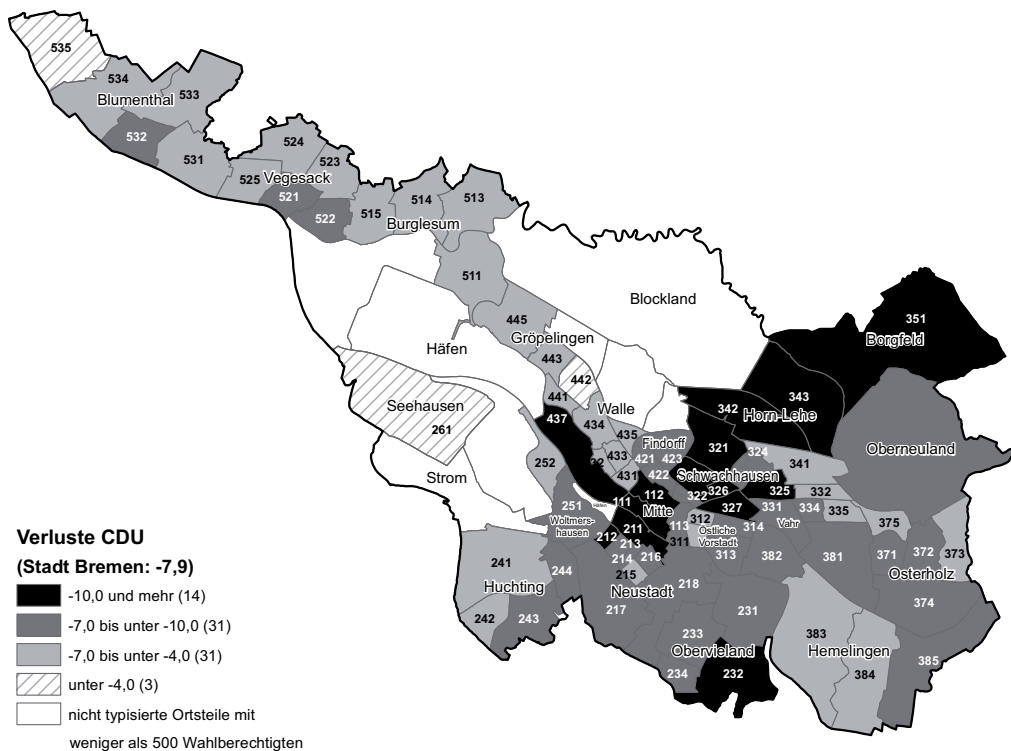 535
534
533
Blumenthal
532
531
524
523
525
Vegesack
521
522
515
514
513
Burglesum
511
Blockland
351
Borgfeld
445
Gröpelingen
Häfen
443
442
441
343
342
Horn-Lehe
Seehausen
261
Walle
437
434
435
Findorff
321
324
Oberneuland
433
421
423
341
252
Schwachhausen
Strom
431
422
322
326
325
332
251
Häfen
111
112
327
331
334
335
Woltmers-
hausen
Mitte
312
Östliche
Vorstadt
Vahr
375
212
211
113
314
213
311
214
216
313
382
381
371
372
373
241
244
215
Osterholz
Huchting
Neustadt
218
374
242
243
217
231
233
383
Obervieland
Hemelingen
234
232
384
385
Verluste CDU
(Stadt Bremen: -7,9)
-10,0 und mehr (14)
-7,0 bis unter -10,0 (31)
-7,0 bis unter -4,0 (31)
unter -4,0 (3)
nicht typisierte Ortsteile mit
weniger als 500 Wahlberechtigten